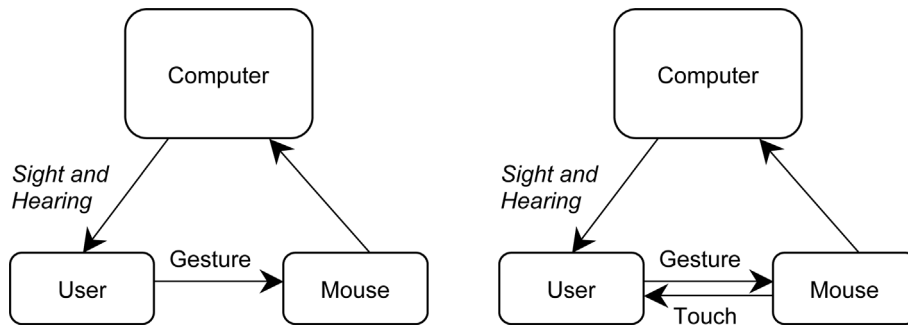 Computer
Sight and
Hearing
Gesture
User
Mouse
Computer
Sight and
Hearing
Gesture
User
Mouse
Touch